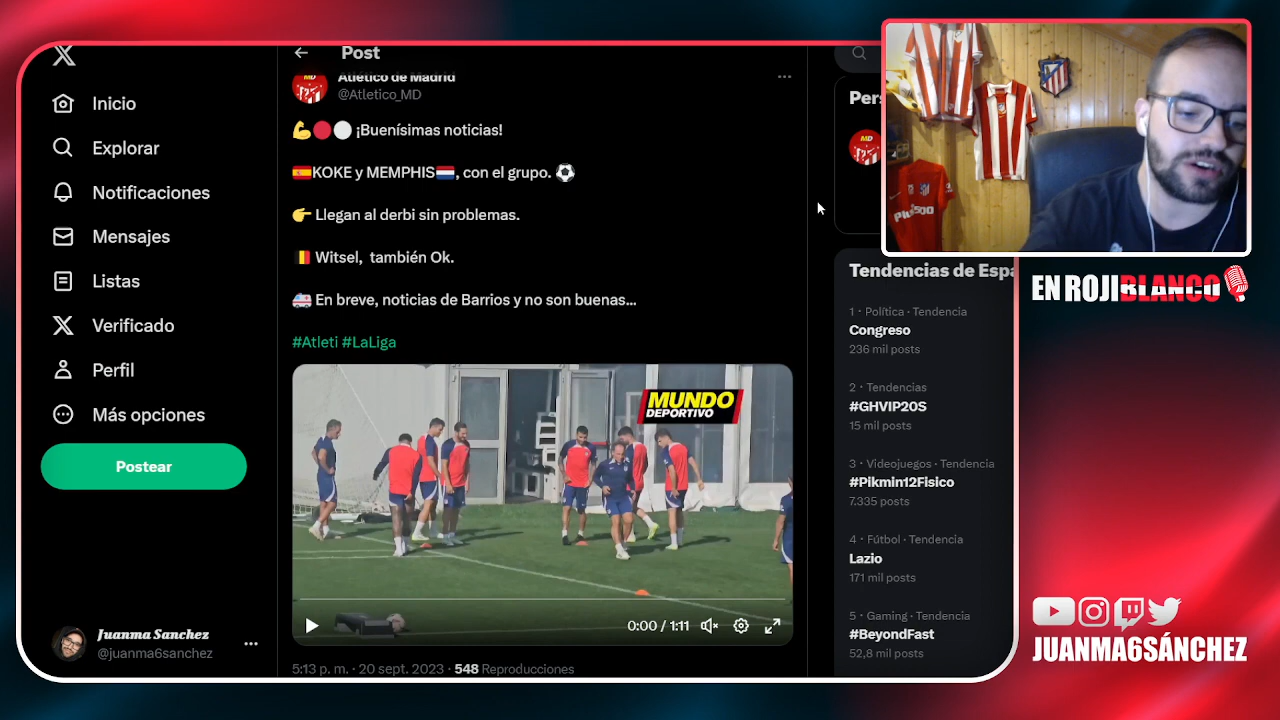 Post
Atlético de Madrid
@Atletico_MD
💪🔴⚪ ¡Buenísimas noticias!
🇪🇸KOKE y MEMPHIS🇳🇱, con el grupo. ⚽
👉 Llegan al derbi sin problemas.
🇧🇪 Witsel, también Ok.
🚑 En breve, noticias de Barrios y no son buenas...
#Atleti #LaLiga
MUNDO
DEPORTIVO
0:00 / 1:11
5:13 p. m. · 20 sept. 2023 · 548 Reproducciones
Inicio
Explorar
Notificaciones
Mensajes
Listas
Verificado
Perfil
Más opciones
Postear
Juanma Sanchez
@juanma6sanchez
MD
Tendencias de Espa
1 · Política · Tendencia
Congreso
236 mil posts
2 · Tendencias
#GHVIP20S
15 mil posts
3 · Videojuegos · Tendencia
#Pikmin12Fisico
7.335 posts
4 · Fútbol · Tendencia
Lazio
171 mil posts
5 · Gaming · Tendencia
#BeyondFast
52,8 mil posts
EN ROJIBLANCO
JUANMA6SÁNCHEZ